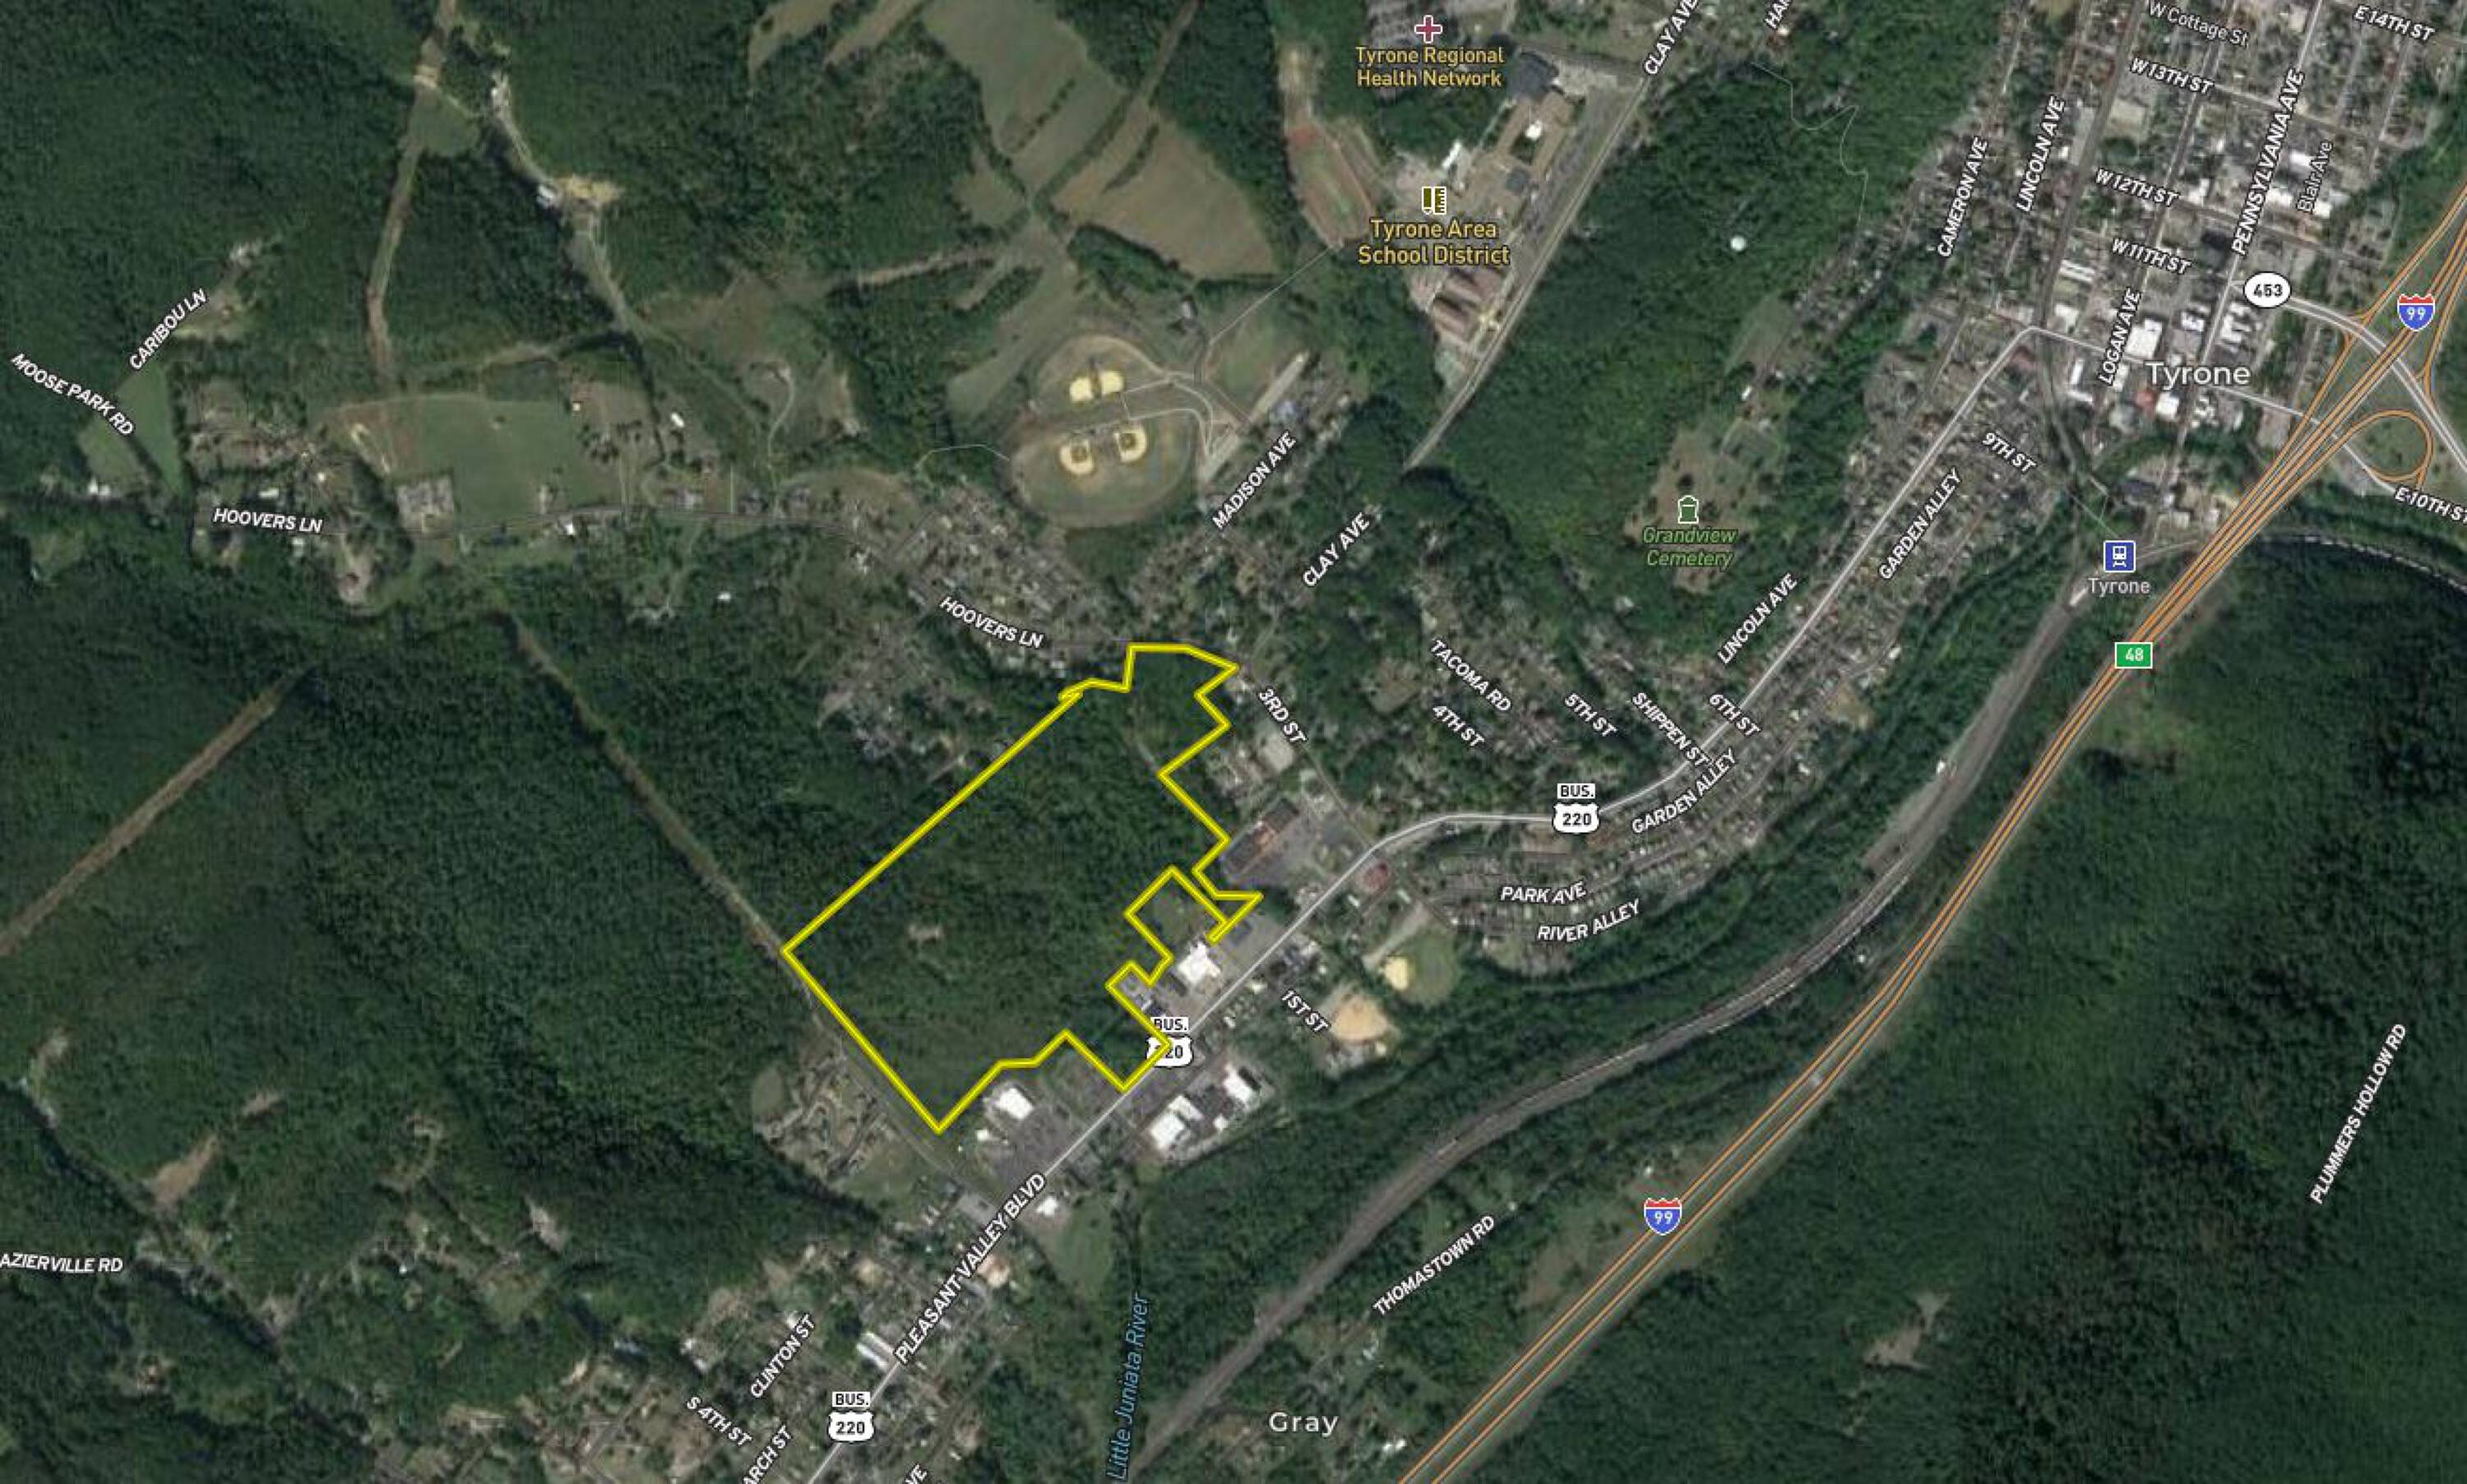 W Cottage St
E 14TH ST
CLAY AVE
Tyrone Regional
Health Network
W 13TH ST
PENNSYLVANIA AVE
LINCOLN AVE
CAMERON AVE
Blair Ave
W 12TH ST
Tyrone Area
School District
W 11TH ST
453
99
LOGAN AVE
Tyrone
CARIBOU LN
MOOSE PARK RD
HOOVERS LN
MADISON AVE
CLAY AVE
9TH ST
GARDEN ALLEY
E 10TH ST
Grandview
Cemetery
Tyrone
LINCOLN AVE
HOOVERS LN
48
TACOMA RD
3RD ST
4TH ST
5TH ST
SHIPPEN ST
6TH ST
GARDEN ALLEY
BUS.
220
PARK AVE
RIVER ALLEY
1ST ST
BUS.
220
PLUMMERS HOLLOW RD
99
THOMASTOWN RD
PLEASANT VALLEY BLVD
AZIERVILLE RD
Little Juniata River
CLINTON ST
S 4TH ST
BUS.
220
ARCH ST
Gray
VE